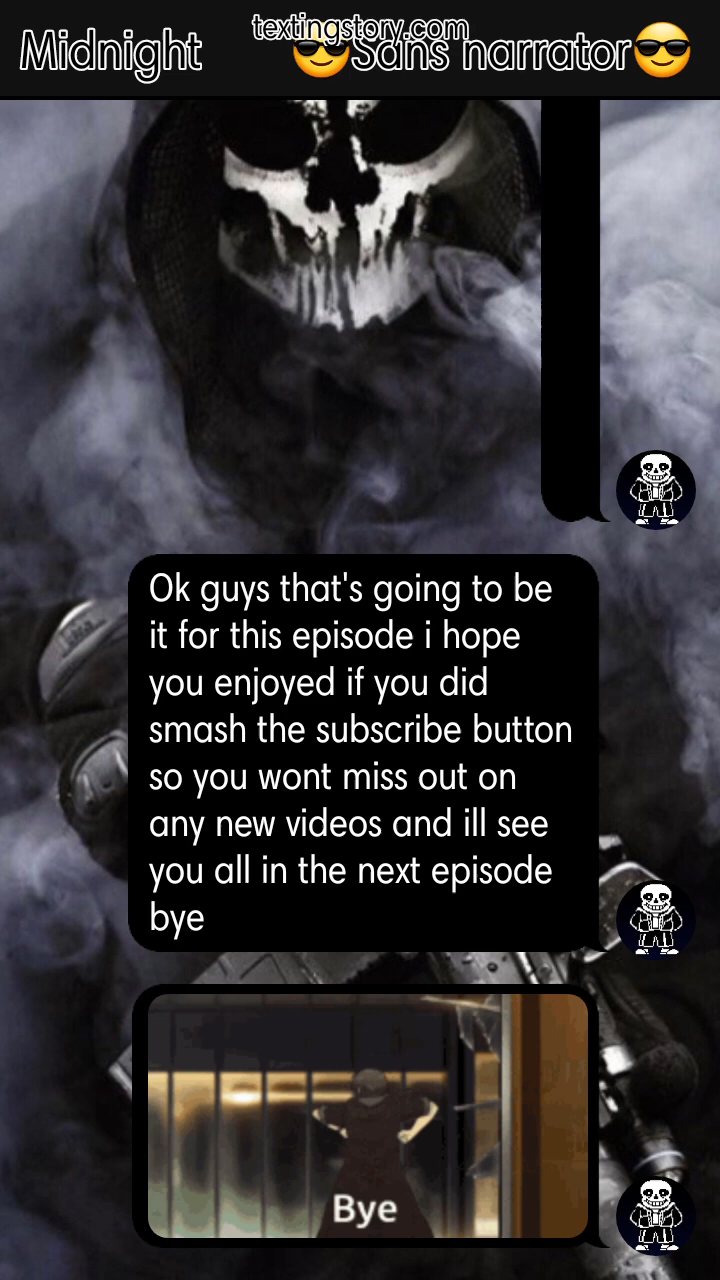 textingstory.com
Midnight
😎Sans narrator😎
Ok guys that's going to be
it for this episode i hope
you enjoyed if you did
smash the subscribe button
so you wont miss out on
any new videos and ill see
you all in the next episode
bye
Bye